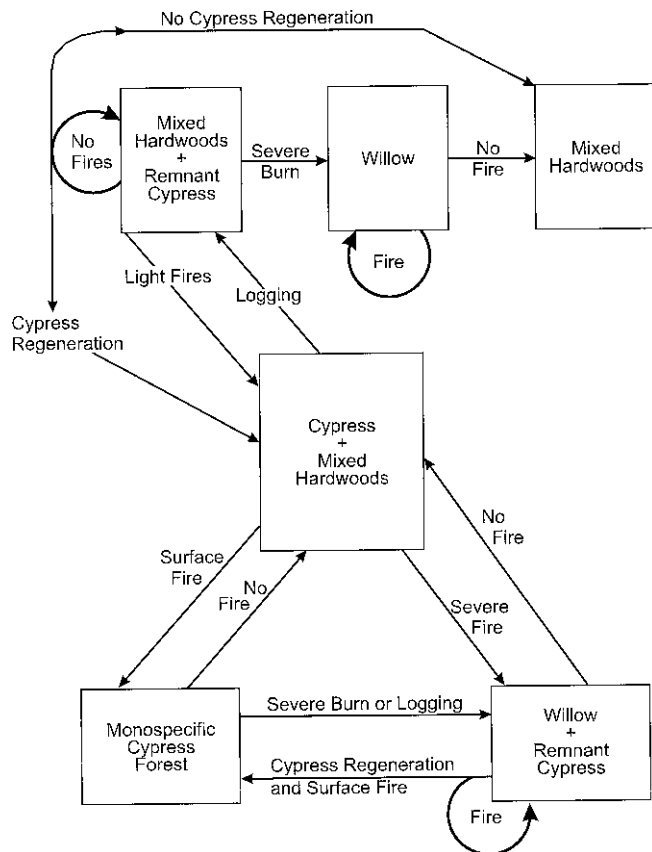 No Cypress Regeneration
No
Fires
Mixed
Hardwoods
+
Remnant
Cypress
Severe
Burn
Willow
No
Fire
Mixed
Hardwoods
Fire
Light Fires
Logging
Cypress
Regeneration
Cypress
+
Mixed
Hardwoods
Surface
Fire
No
Fire
Severe
Fire
No
Fire
Monospecific
Cypress
Forest
Severe Burn or Logging
Cypress Regeneration
and Surface Fire
Willow
+
Remnant
Cypress
Fire